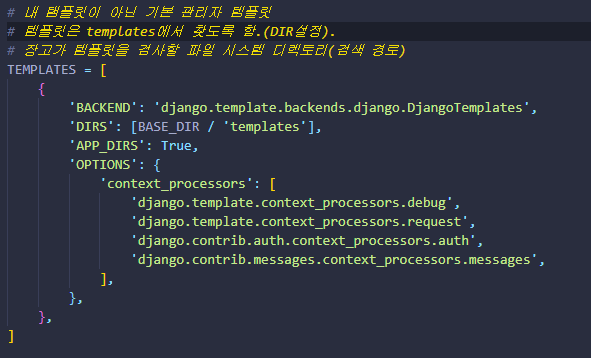 # 내 템플릿이 아닌 기본 관리자 템플릿
# 템플릿은 templates에서 찾도록 함.(DIR설정).
# 장고가 템플릿을 검사할 파일 시스템 디렉토리(검색 경로)
TEMPLATES = [
    {
        'BACKEND': 'django.template.backends.django.DjangoTemplates',
        'DIRS': [BASE_DIR / 'templates'],
        'APP_DIRS': True,
        'OPTIONS': {
            'context_processors': [
                'django.template.context_processors.debug',
                'django.template.context_processors.request',
                'django.contrib.auth.context_processors.auth',
                'django.contrib.messages.context_processors.messages',
            ],
        },
    },
]